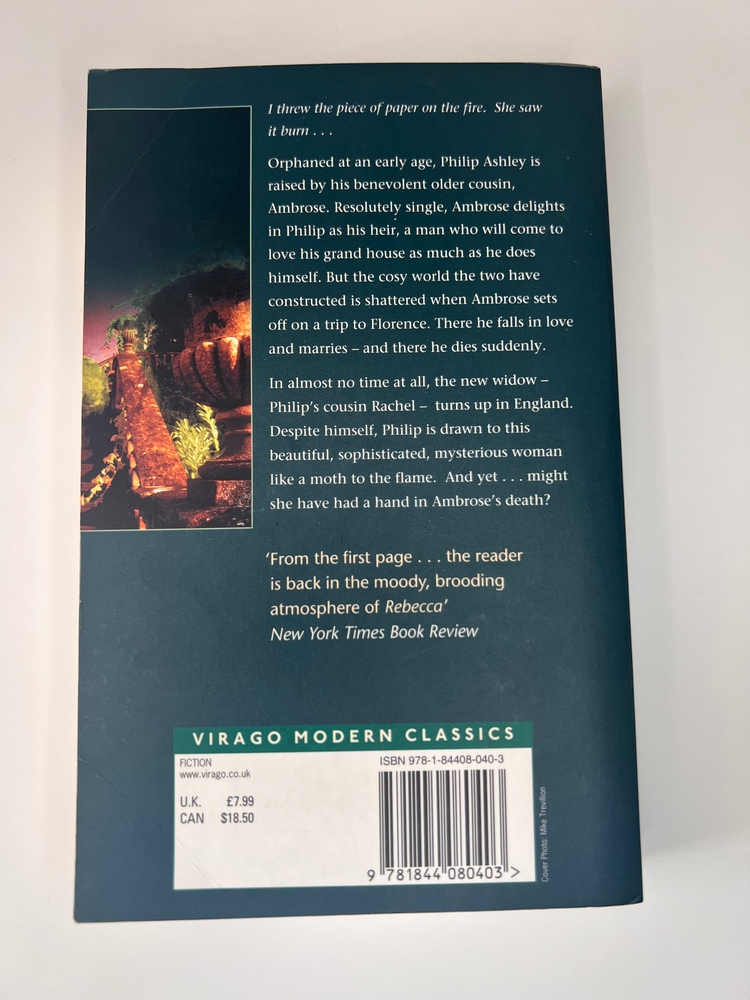 I threw the piece of paper on the fire.  She saw
it burn . . .
Orphaned at an early age, Philip Ashley is
raised by his benevolent older cousin,
Ambrose. Resolutely single, Ambrose delights
in Philip as his heir, a man who will come to
love his grand house as much as he does
himself. But the cosy world the two have
constructed is shattered when Ambrose sets
off on a trip to Florence. There he falls in love
and marries – and there he dies suddenly.
In almost no time at all, the new widow –
Philip's cousin Rachel –  turns up in England.
Despite himself, Philip is drawn to this
beautiful, sophisticated, mysterious woman
like a moth to the flame.  And yet . . . might
she have had a hand in Ambrose's death?
'From the first page . . . the reader
is back in the moody, brooding
atmosphere of Rebecca'
New York Times Book Review
VIRAGO MODERN CLASSICS
FICTION
www.virago.co.uk
U.K. £7.99
CAN $18.50
ISBN 978-1-84408-040-3
9 781844 080403 >
Cover Photo: Mike Trevillion